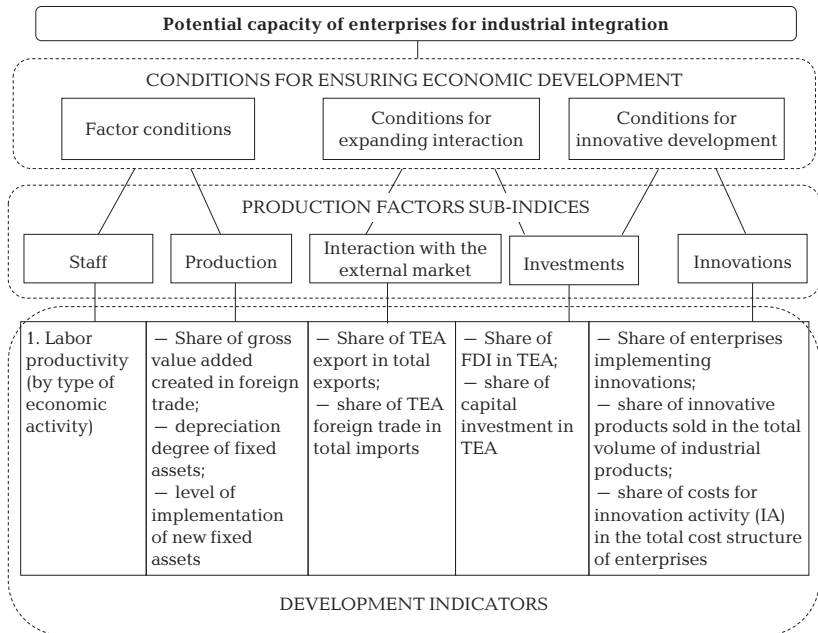 Potential capacity of enterprises for industrial integration
CONDITIONS FOR ENSURING ECONOMIC DEVELOPMENT
Factor conditions
Conditions for
expanding interaction
Conditions for
innovative development
PRODUCTION FACTORS SUB-INDICES
Staff
Production
Interaction with the
external market
Investments
Innovations
1. Labor
productivity
(by type of
economic
activity)
— Share of gross
value added
created in foreign
trade;
— depreciation
degree of fixed
assets;
— level of
implementation
of new fixed
assets
— Share of TEA
export in total
exports;
— share of TEA
foreign trade in
total imports
— Share of
FDI in TEA;
— share of
capital
investment in
TEA
— Share of enterprises
implementing
innovations;
— share of innovative
products sold in the total
volume of industrial
products;
— share of costs for
innovation activity (IA)
in the total cost structure
of enterprises
DEVELOPMENT INDICATORS